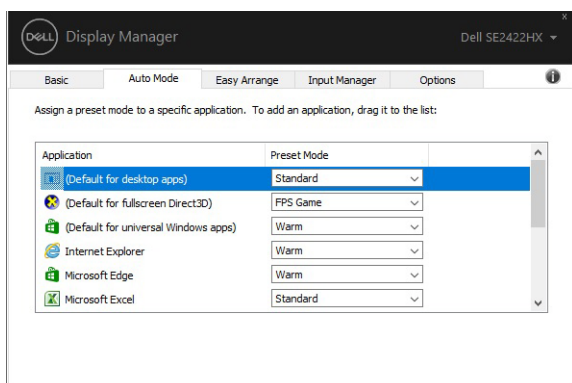 DELL Display Manager Dell SE2422HX
x
Basic Auto Mode Easy Arrange Input Manager Options i
Assign a preset mode to a specific application. To add an application, drag it to the list:
Application Preset Mode
(Default for desktop apps) Standard
(Default for fullscreen Direct3D) FPS Game
(Default for universal Windows apps) Warm
Internet Explorer Warm
Microsoft Edge Warm
Microsoft Excel Standard